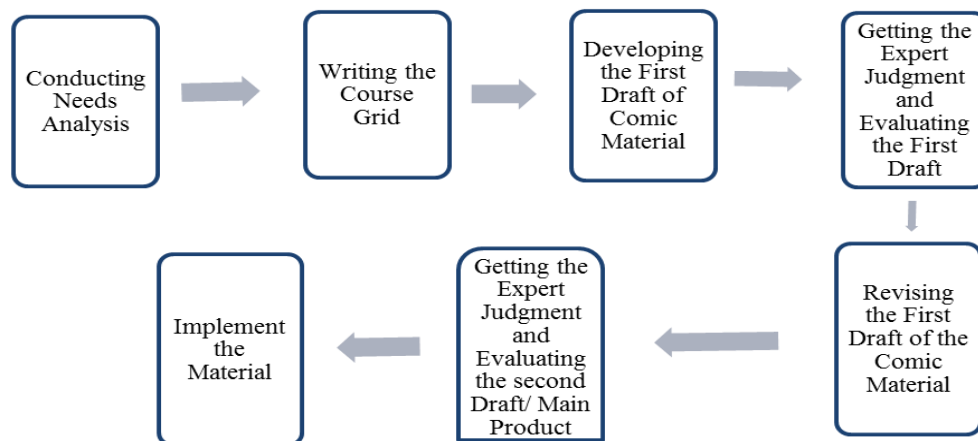 Conducting
Needs
Analysis
Writing the
Course
Grid
Developing
the First
Draft of
Comic
Material
Getting the
Expert
Judgment
and
Evaluating
the First
Draft
Revising
the First
Draft of the
Comic
Material
Getting the
Expert
Judgment
and
Evaluating
the second
Draft/ Main
Product
Implement
the
Material